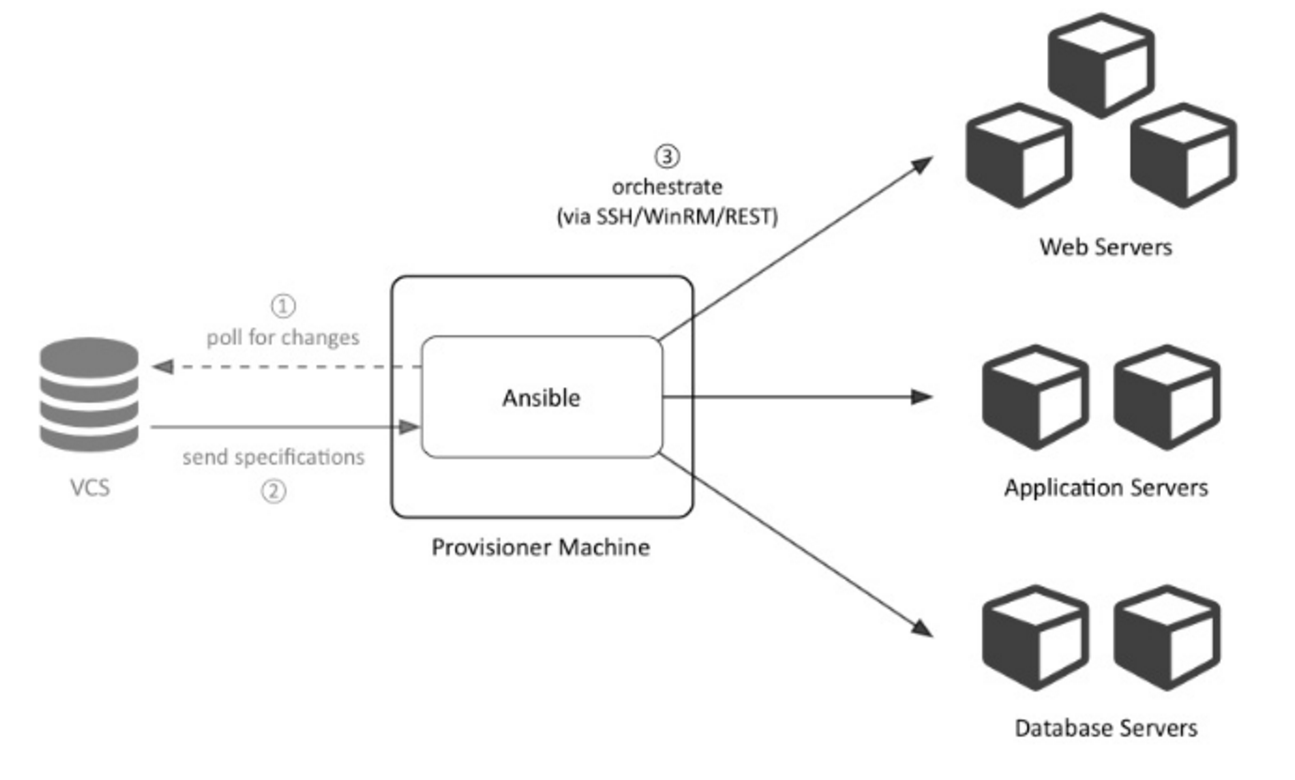 ③
orchestrate
(via SSH/WinRM/REST)
Web Servers
①
poll for changes
Ansible
send specifications
②
VCS
Application Servers
Provisioner Machine
Database Servers